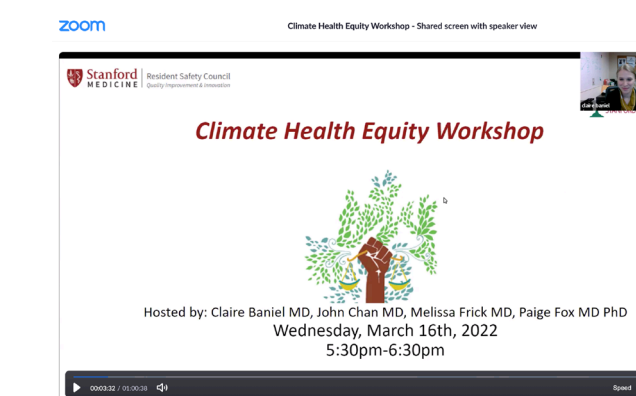 zoom
Climate Health Equity Workshop - Shared screen with speaker view
Stanford
MEDICINE
Resident Safety Council
Quality Improvement & Innovation
claire baniel
Climate Health Equity Workshop
Hosted by: Claire Baniel MD, John Chan MD, Melissa Frick MD, Paige Fox MD PhD
Wednesday, March 16th, 2022
5:30pm-6:30pm
00:03:32 / 01:00:38
Speed